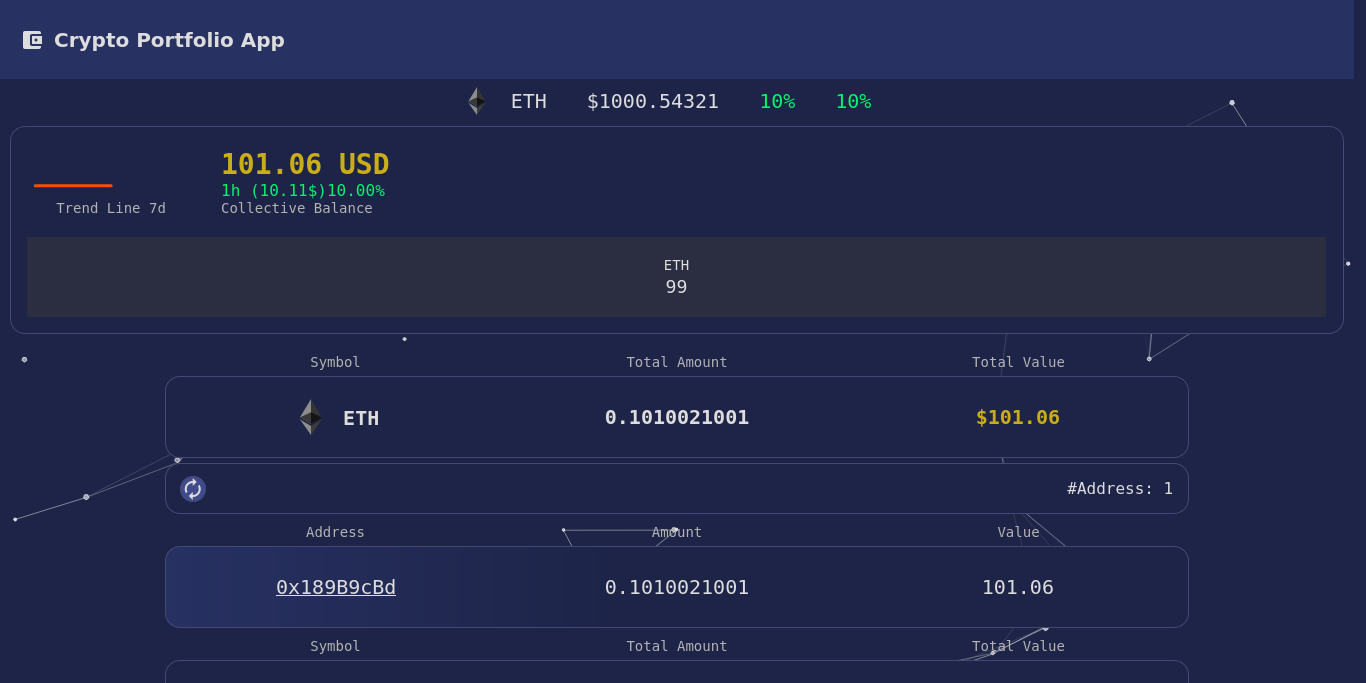 Crypto Portfolio App
ETH $1000.54321 10% 10%
101.06 USD
1h (10.11$)10.00%
Trend Line 7d Collective Balance
ETH
99
Symbol Total Amount Total Value
ETH 0.1010021001 $101.06
#Address: 1
Address Amount Value
0x189B9cBd 0.1010021001 101.06
Symbol Total Amount Total Value